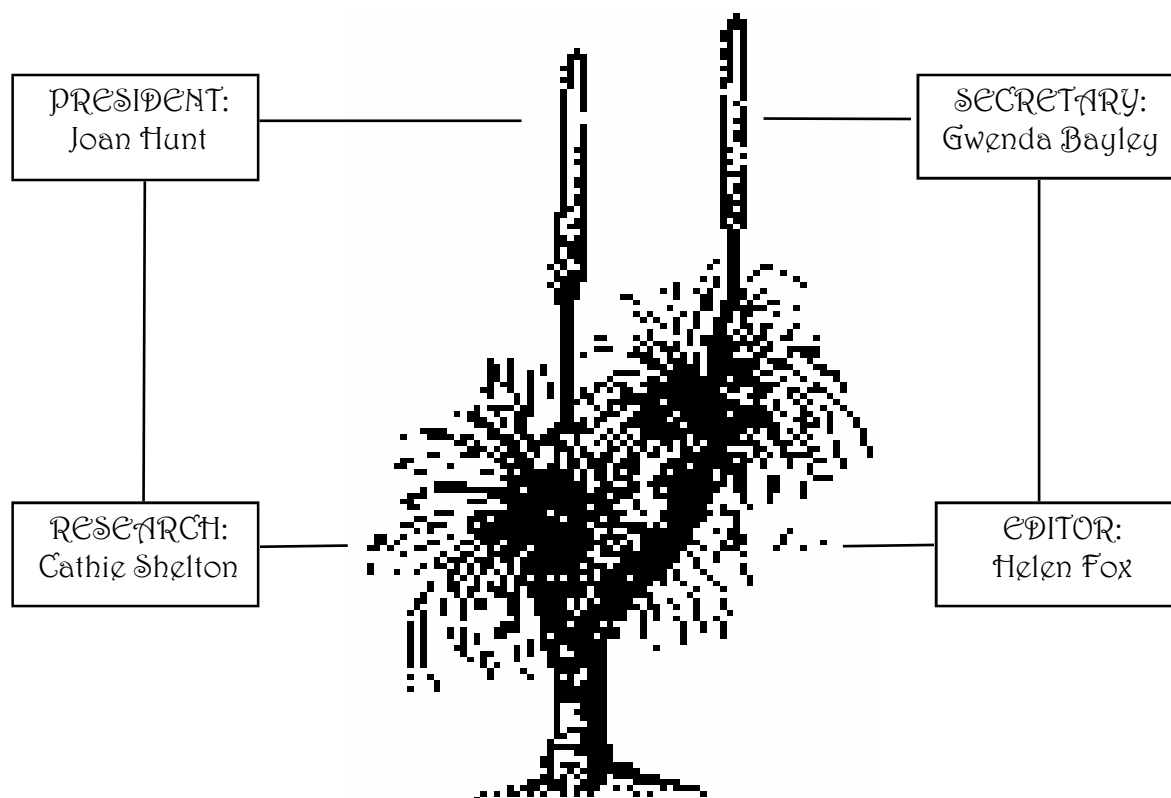 PRESIDENT:
Joan Hunt
SECRETARY:
Gwenda Bayley
RESEARCH:
Cathie Shelton
EDITOR:
Helen Fox